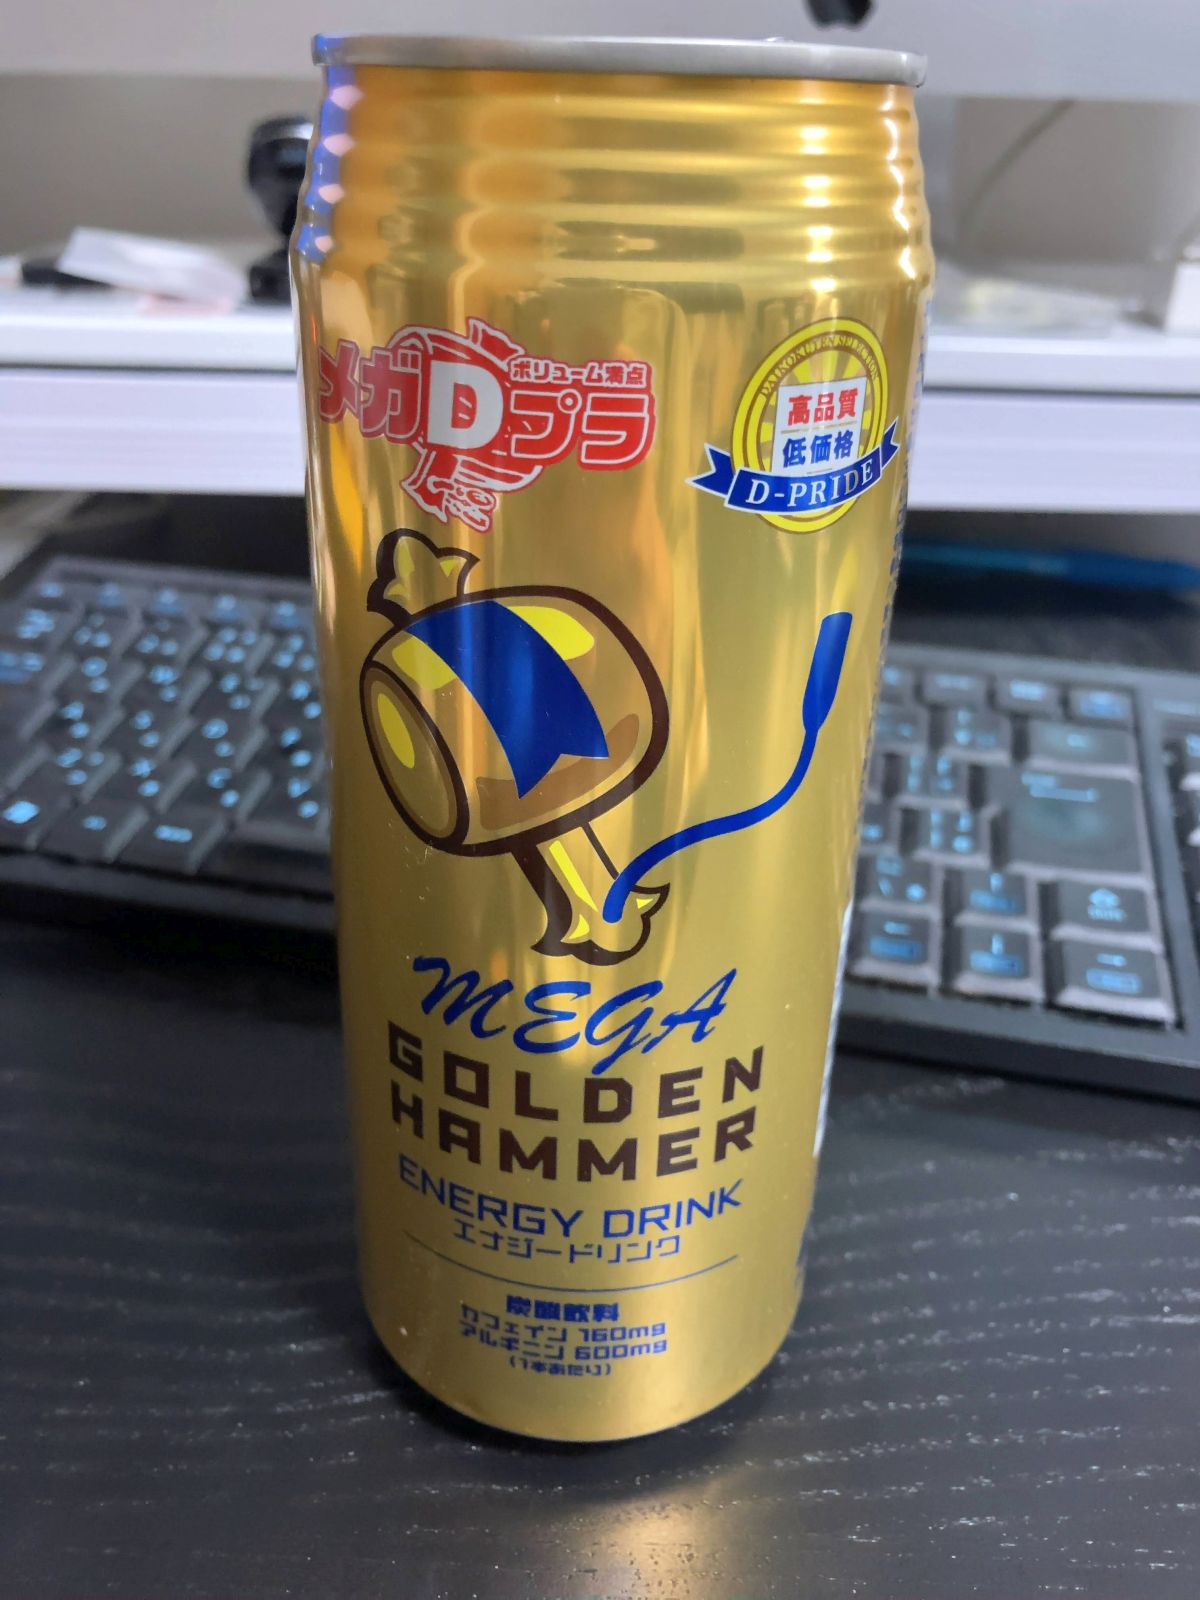 メガDプラ
ボリューム満点
DAIKOKUTEN SELECTION
高品質
低価格
D-PRIDE
MEGA
GOLDEN
HAMMER
ENERGY DRINK
エナジードリンク
炭酸飲料
カフェイン 160mg
アルギニン 600mg
(1本あたり)